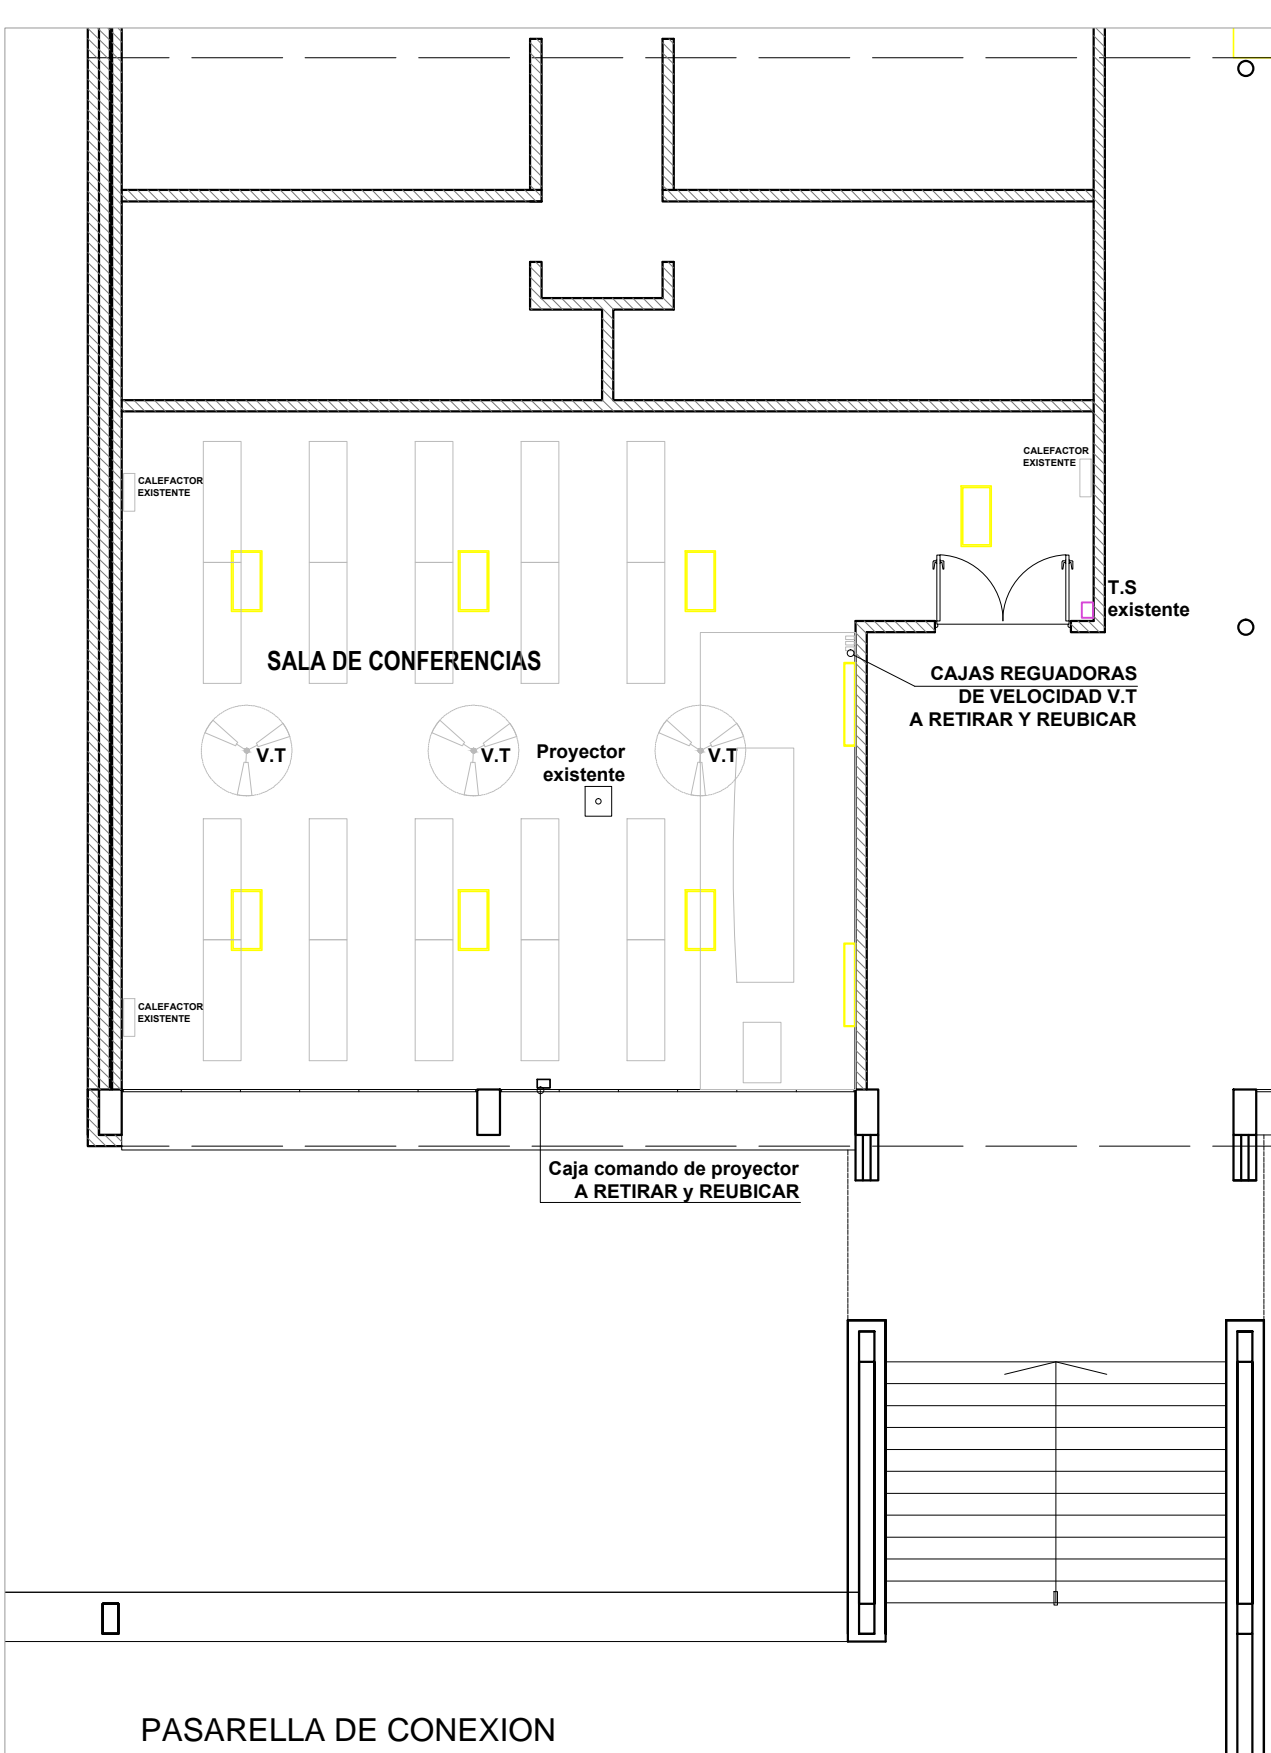 CALEFACTOR
EXISTENTE
CALEFACTOR
EXISTENTE
T.S
existente
SALA DE CONFERENCIAS
CAJAS REGUADORAS
DE VELOCIDAD V.T
A RETIRAR Y REUBICAR
V.T
V.T
V.T
Proyector
existente
CALEFACTOR
EXISTENTE
Caja comando de proyector
A RETIRAR y REUBICAR
PASARELLA DE CONEXION